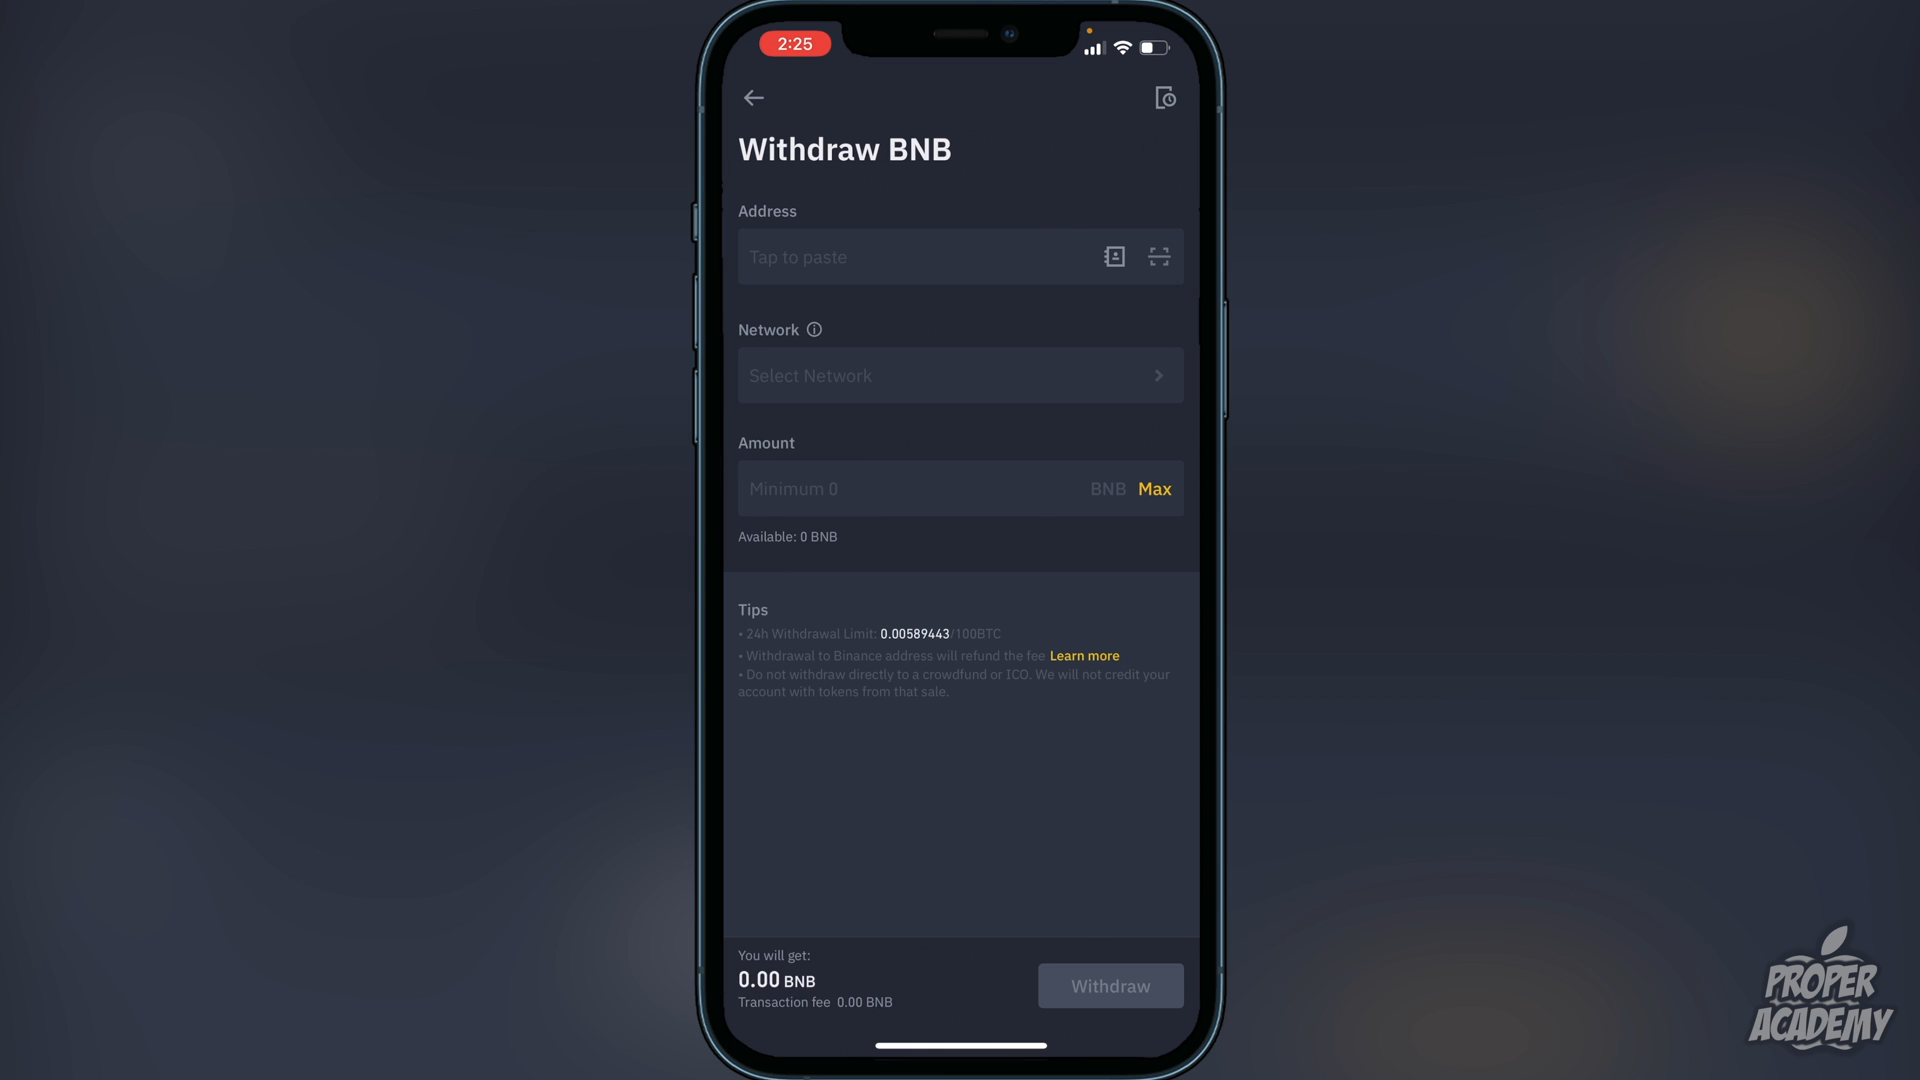 2:25
Withdraw BNB
Address
Tap to paste
Network
Select Network
Amount
Minimum 0 BNB Max
Available: 0 BNB
Tips
• 24h Withdrawal Limit: 0.00589443/100BTC
• Withdrawal to Binance address will refund the fee Learn more
• Do not withdraw directly to a crowdfund or ICO. We will not credit your
account with tokens from that sale.
You will get:
0.00 BNB
Transaction fee 0.00 BNB
Withdraw
PROPER
ACADEMY